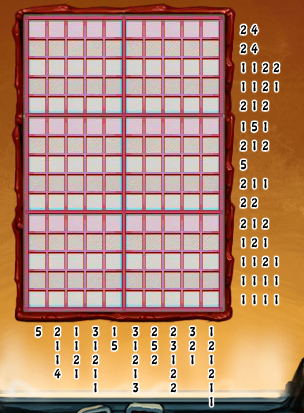 2 4
2 4
1 1 2 2
1 1 2 1
2 1 2
1 5 1
2 1 2
5
2 1 1
2 2
2 1 2
1 2 1
1 1 2 1
1 1 1 1
1 1 1 1
5 2 1 3 1 3 2 2 3 1
1 1 1 5 1 5 3 2 2
1 2 2 2 2 1 1 1
4 1 1 1 2 2
1 3 2 1
1